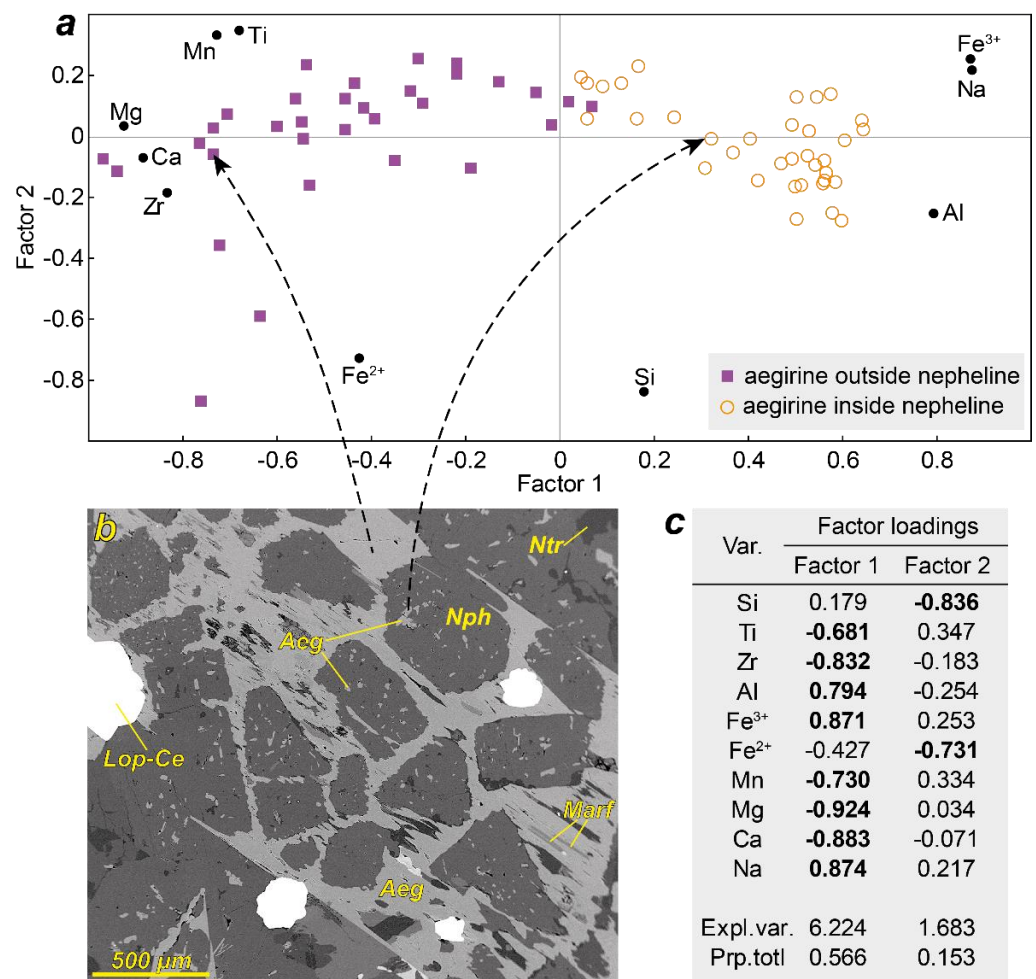 a
Mn
Ti
Fe³⁺
Na
Mg
Ca
Zr
Al
Fe²⁺
Si
0.2
0
-0.2
-0.4
-0.6
-0.8
Factor 2
aegirine outside nepheline
aegirine inside nepheline
-0.8 -0.6 -0.4 -0.2 0 0.2 0.4 0.6 0.8
Factor 1
b
Ntr
Nph
Aeg
Lop-Ce
Marf
Aeg
500 µm
c
Var. Factor loadings
Factor 1 Factor 2
Si 0.179 -0.836
Ti -0.681 0.347
Zr -0.832 -0.183
Al 0.794 -0.254
Fe³⁺ 0.871 0.253
Fe²⁺ -0.427 -0.731
Mn -0.730 0.334
Mg -0.924 0.034
Ca -0.883 -0.071
Na 0.874 0.217
Expl.var. 6.224 1.683
Prp.totl 0.566 0.153